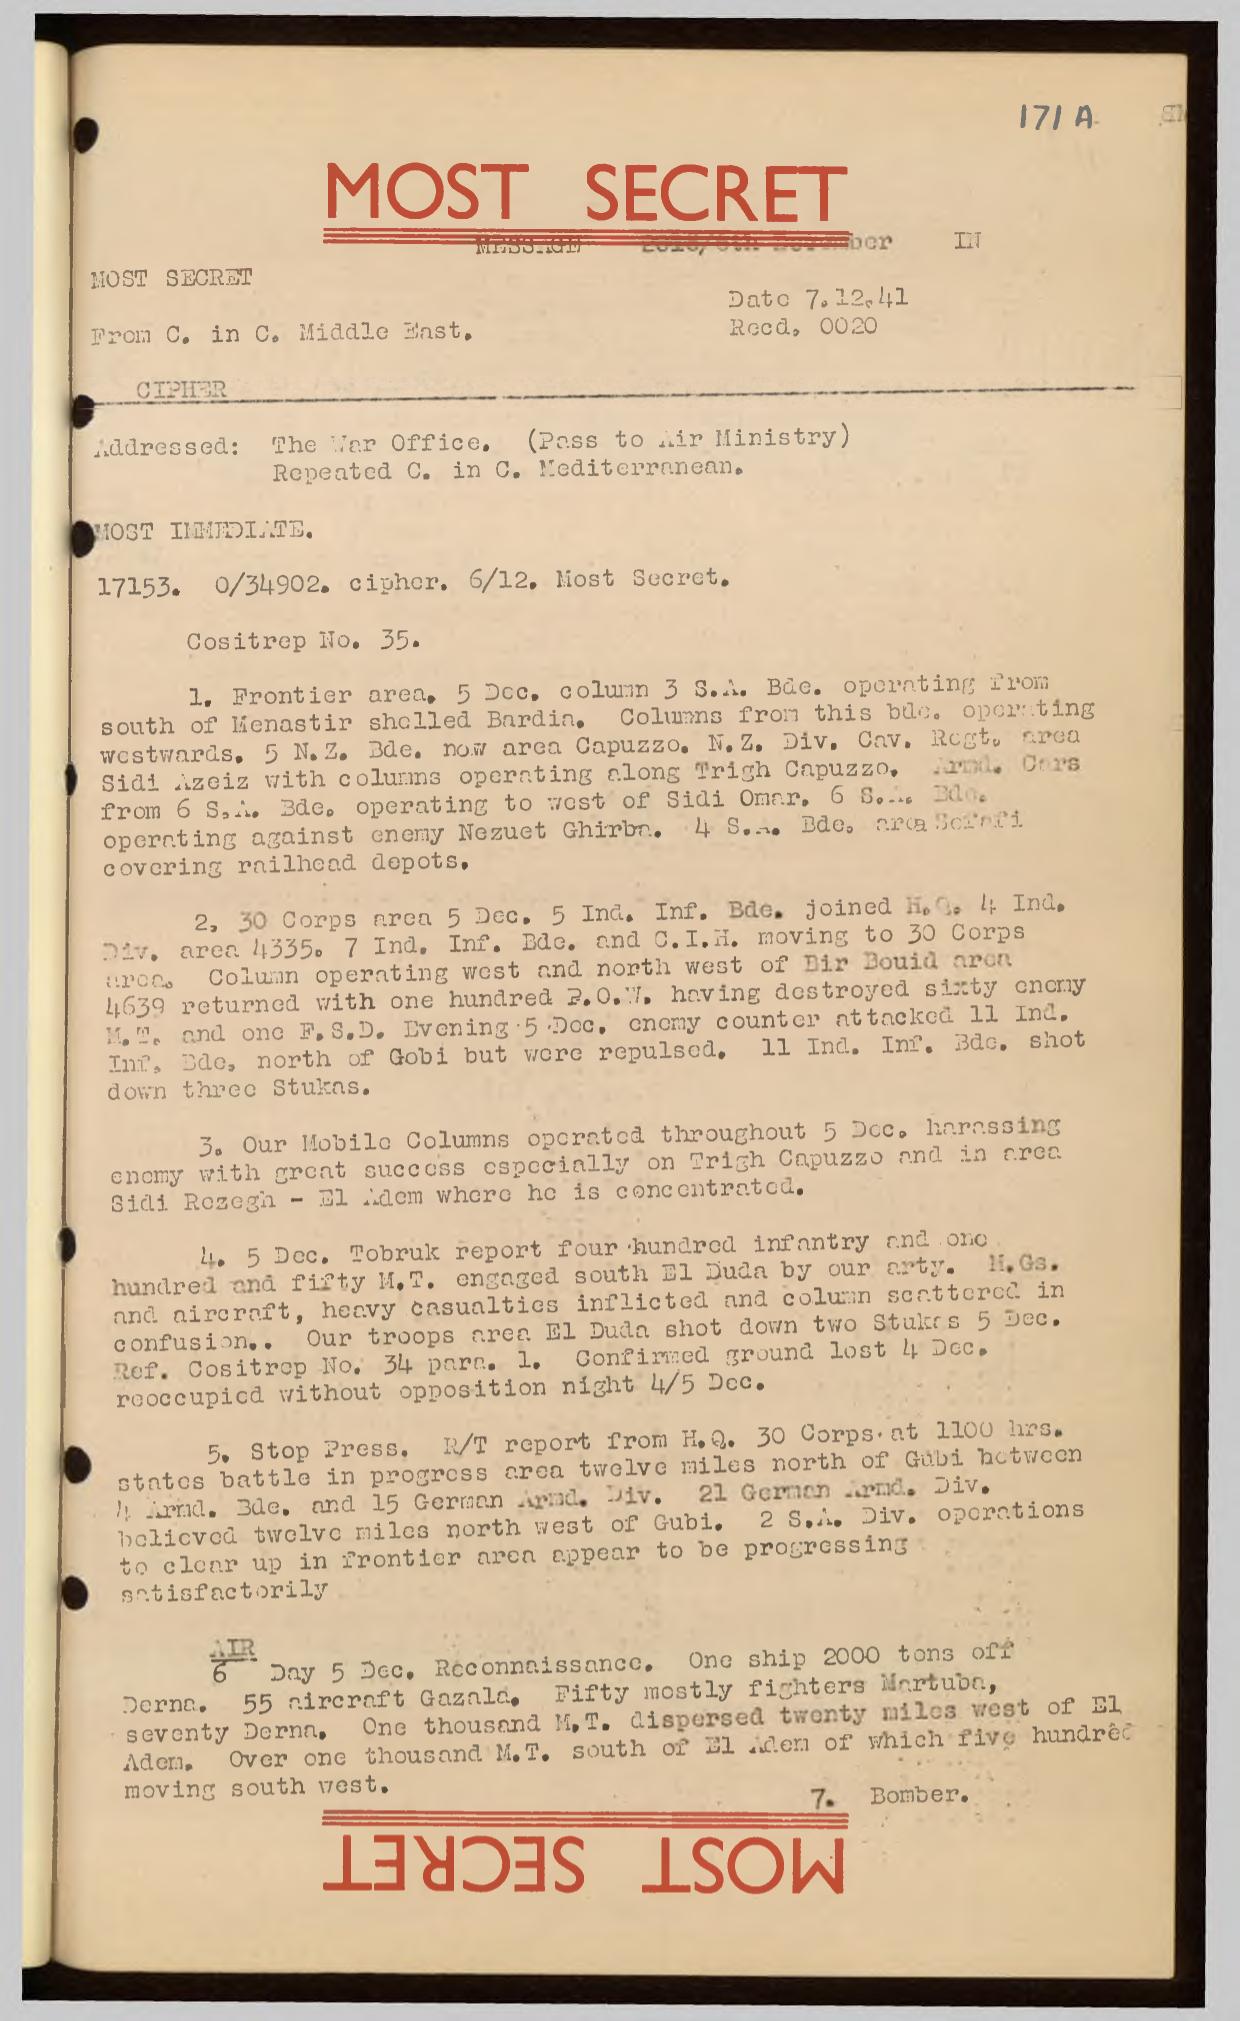 171 A
MOST SECRET
MESSAGE 2016/6th December IN
MOST SECRET
Date 7.12.41
From C. in C. Middle East.
Recd. 0020
CIPHER
Addressed: The War Office. (Pass to Air Ministry)
Repeated C. in C. Mediterranean.
MOST IMMEDIATE.
17153. 0/34902. cipher. 6/12. Most Secret.
Cositrep No. 35.
1. Frontier area. 5 Dec. column 3 S.A. Bde. operating from
south of Menastir shelled Bardia. Columns from this bde. operating
westwards. 5 N.Z. Bde. now area Capuzzo. N.Z. Div. Cav. Regt. area
Sidi Azeiz with columns operating along Trigh Capuzzo. Armd. Cars
from 6 S.A. Bde. operating to west of Sidi Omar. 6 S.A. Bde.
operating against enemy Nezuet Ghirba. 4 S.A. Bde. area Sofafi
covering railhead depots.
2, 30 Corps area 5 Dec. 5 Ind. Inf. Bde. joined H.Q. 4 Ind.
Div. area 4335. 7 Ind. Inf. Bde. and C.I.H. moving to 30 Corps
area. Column operating west and north west of Bir Bouid area
4639 returned with one hundred P.O.W. having destroyed sixty enemy
M.T. and one F.S.D. Evening 5 Dec. enemy counter attacked 11 Ind.
Inf. Bde. north of Gobi but were repulsed. 11 Ind. Inf. Bde. shot
down three Stukas.
3. Our Mobile Columns operated throughout 5 Dec. harassing
enemy with great success especially on Trigh Capuzzo and in area
Sidi Rezegh - El Adem where he is concentrated.
4. 5 Dec. Tobruk report four hundred infantry and one
hundred and fifty M.T. engaged south El Duda by our arty. M.Gs.
and aircraft, heavy casualties inflicted and column scattered in
confusion.. Our troops area El Duda shot down two Stukas 5 Dec.
Ref. Cositrep No. 34 para. 1. Confirmed ground lost 4 Dec.
reoccupied without opposition night 4/5 Dec.
5. Stop Press. R/T report from H.Q. 30 Corps at 1100 hrs.
states battle in progress area twelve miles north of Gubi between
4 Armd. Bde. and 15 German Armd. Div. 21 German Armd. Div.
believed twelve miles north west of Gubi. 2 S.A. Div. operations
to clear up in frontier area appear to be progressing
satisfactorily
AIR
6 Day 5 Dec. Reconnaissance. One ship 2000 tons off
Derna. 55 aircraft Gazala. Fifty mostly fighters Martuba,
seventy Derna. One thousand M.T. dispersed twenty miles west of El
Adem. Over one thousand M.T. south of El Adem of which five hundred
moving south west.
7. Bomber.
MOST SECRET